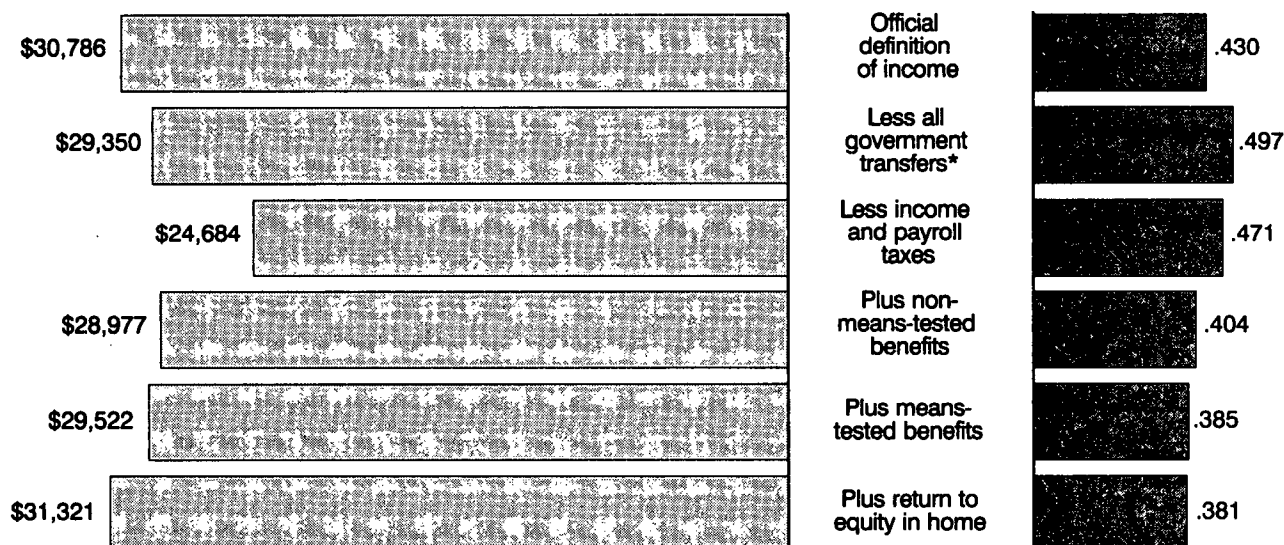 $30,786
Official
definition
of income
.430
$29,350
Less all
government
transfers*
.497
$24,684
Less income
and payroll
taxes
.471
$28,977
Plus non-
means-tested
benefits
.404
$29,522
Plus means-
tested benefits
.385
$31,321
Plus return to
equity in home
.381